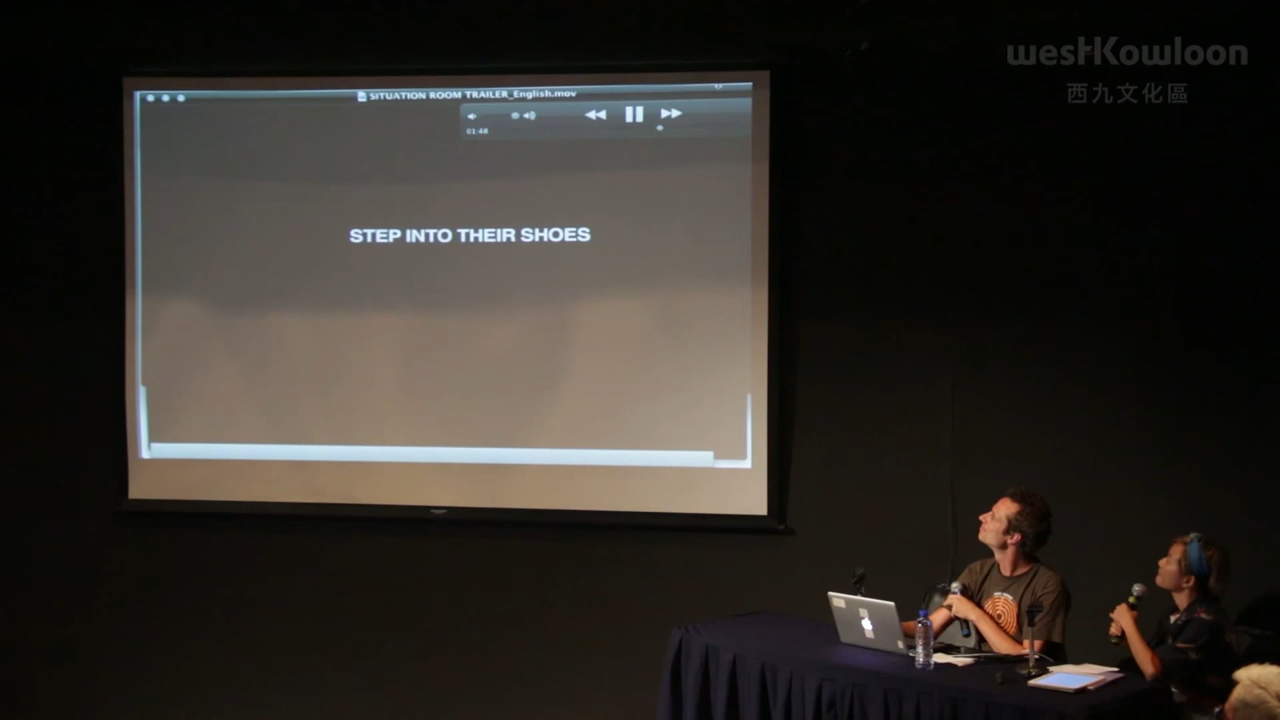 westKowloon
西九文化區
SITUATION ROOM TRAILER_English.mov
01:48
STEP INTO THEIR SHOES